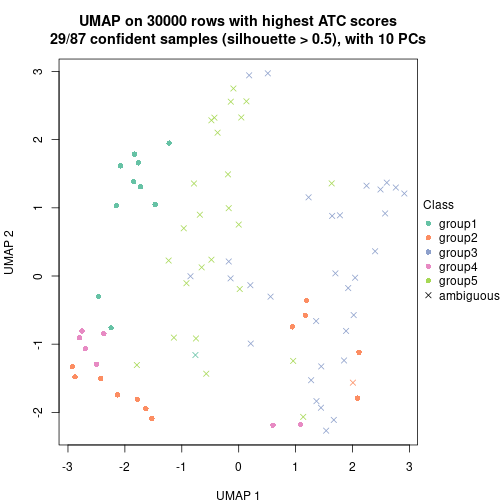 UMAP on 30000 rows with highest ATC scores
29/87 confident samples (silhouette > 0.5), with 10 PCs
3
2
1
0
-1
-2
UMAP 2
-3
-2
-1
0
1
2
3
UMAP 1
Class
group1
group2
group3
group4
group5
ambiguous